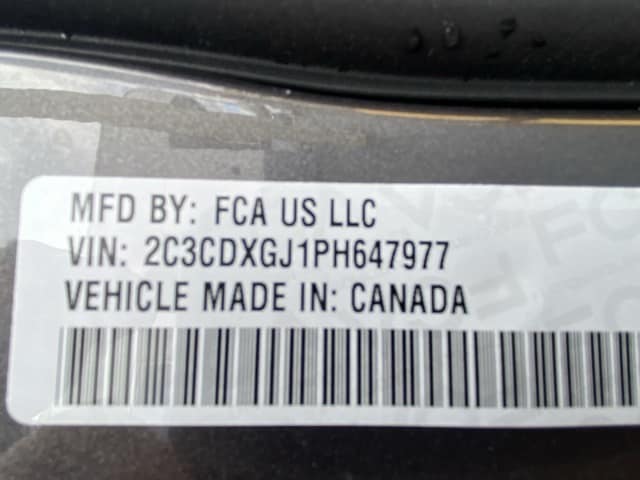 MFD BY: FCA US LLC
VIN: 2C3CDXGJ1PH647977
VEHICLE MADE IN: CANADA